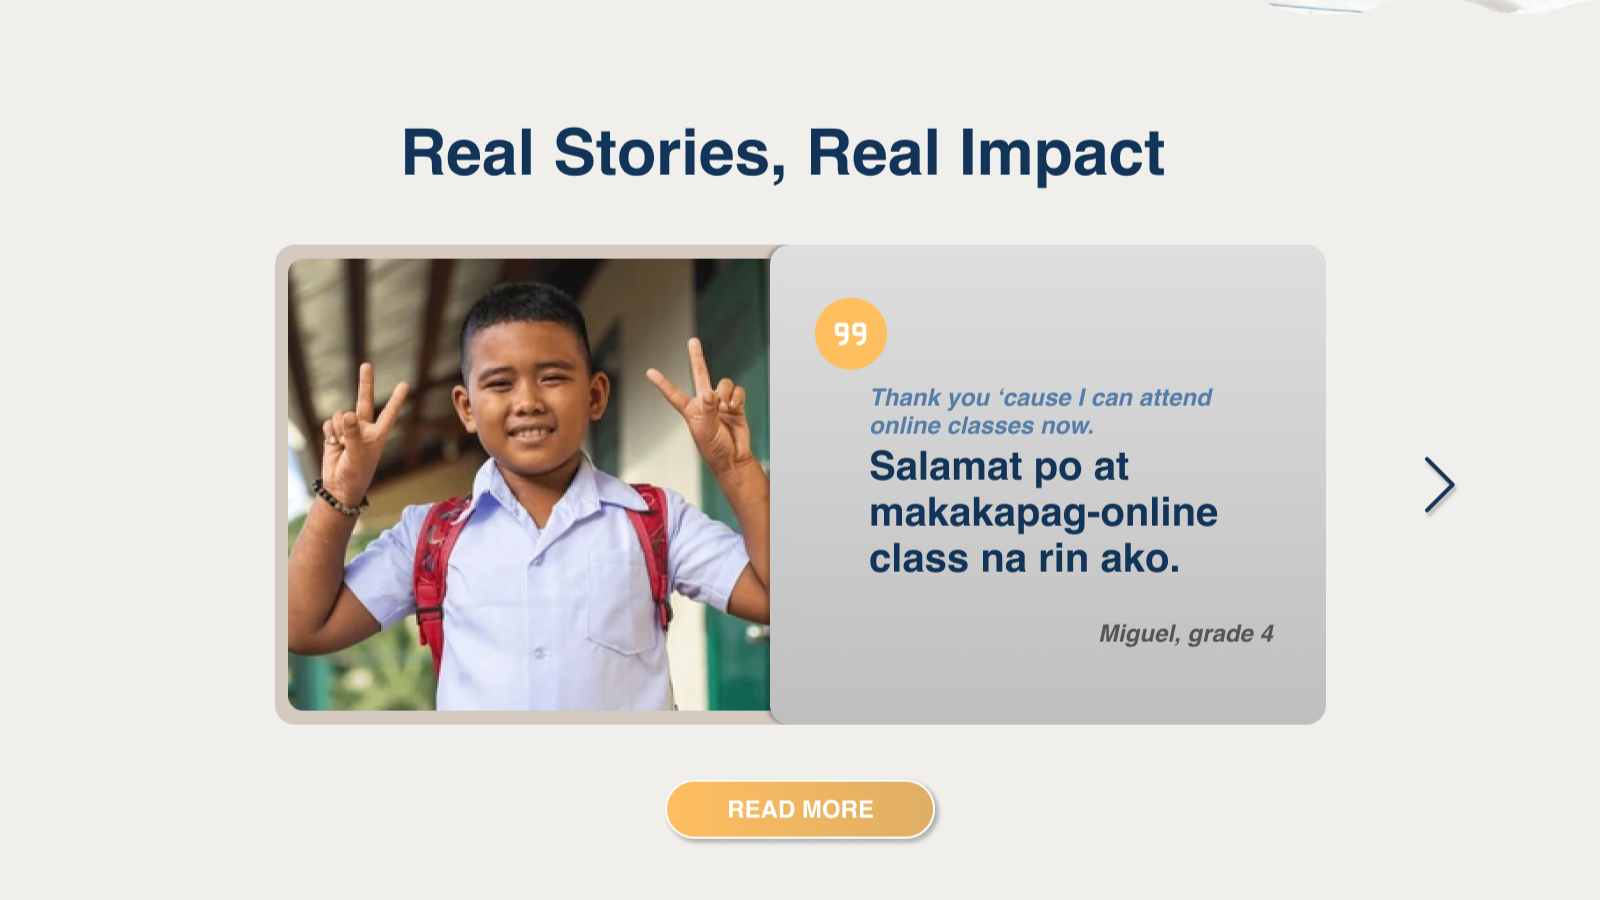 Real Stories, Real Impact
Thank you ‘cause I can attend
online classes now.
Salamat po at
makakapag-online
class na rin ako.
Miguel, grade 4
READ MORE